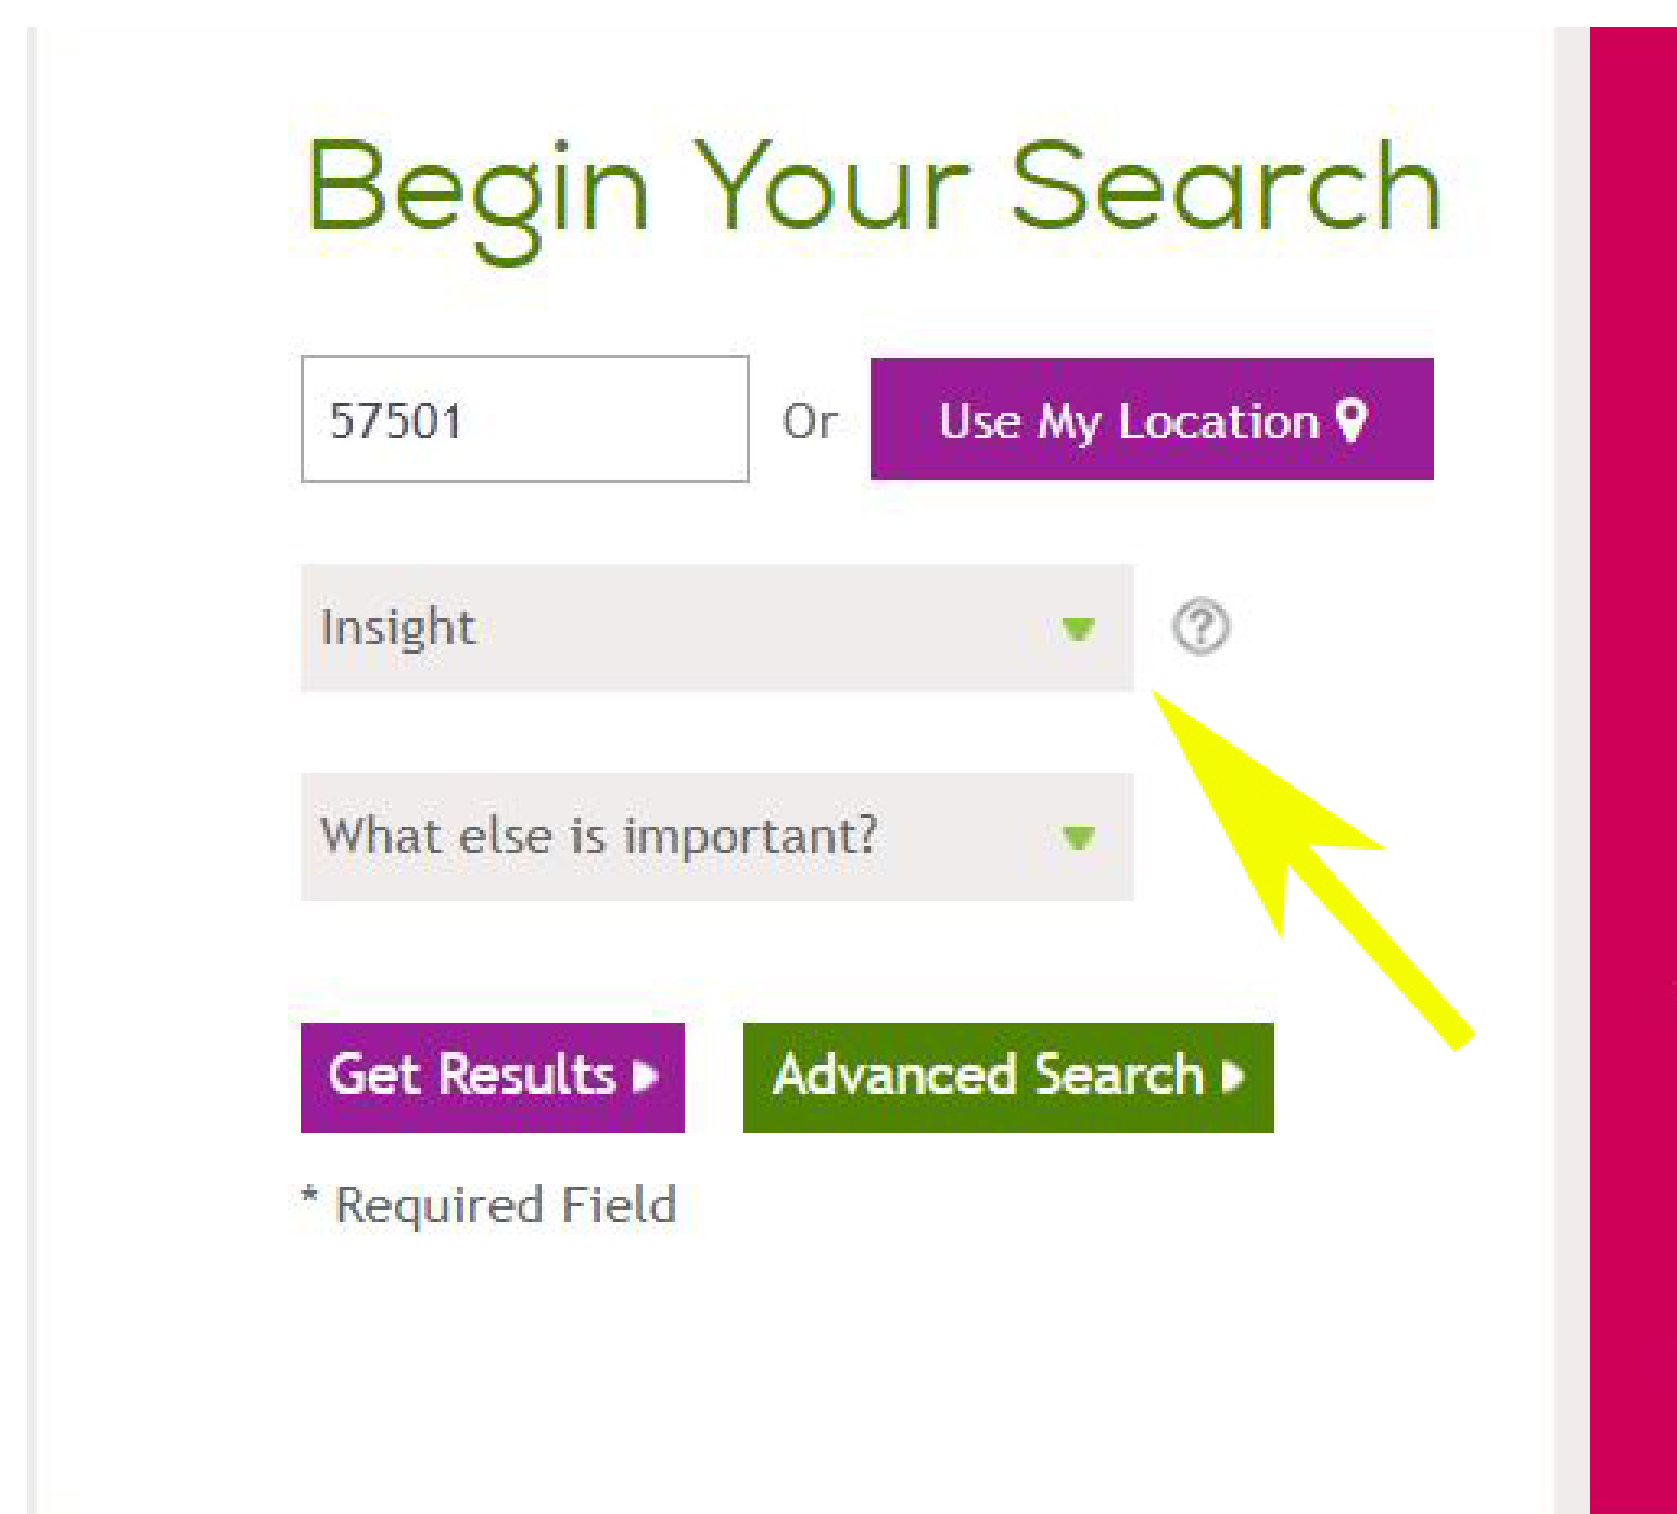 Begin Your Search
57501 Or Use My Location
Insight
What else is important?
Get Results Advanced Search
* Required Field